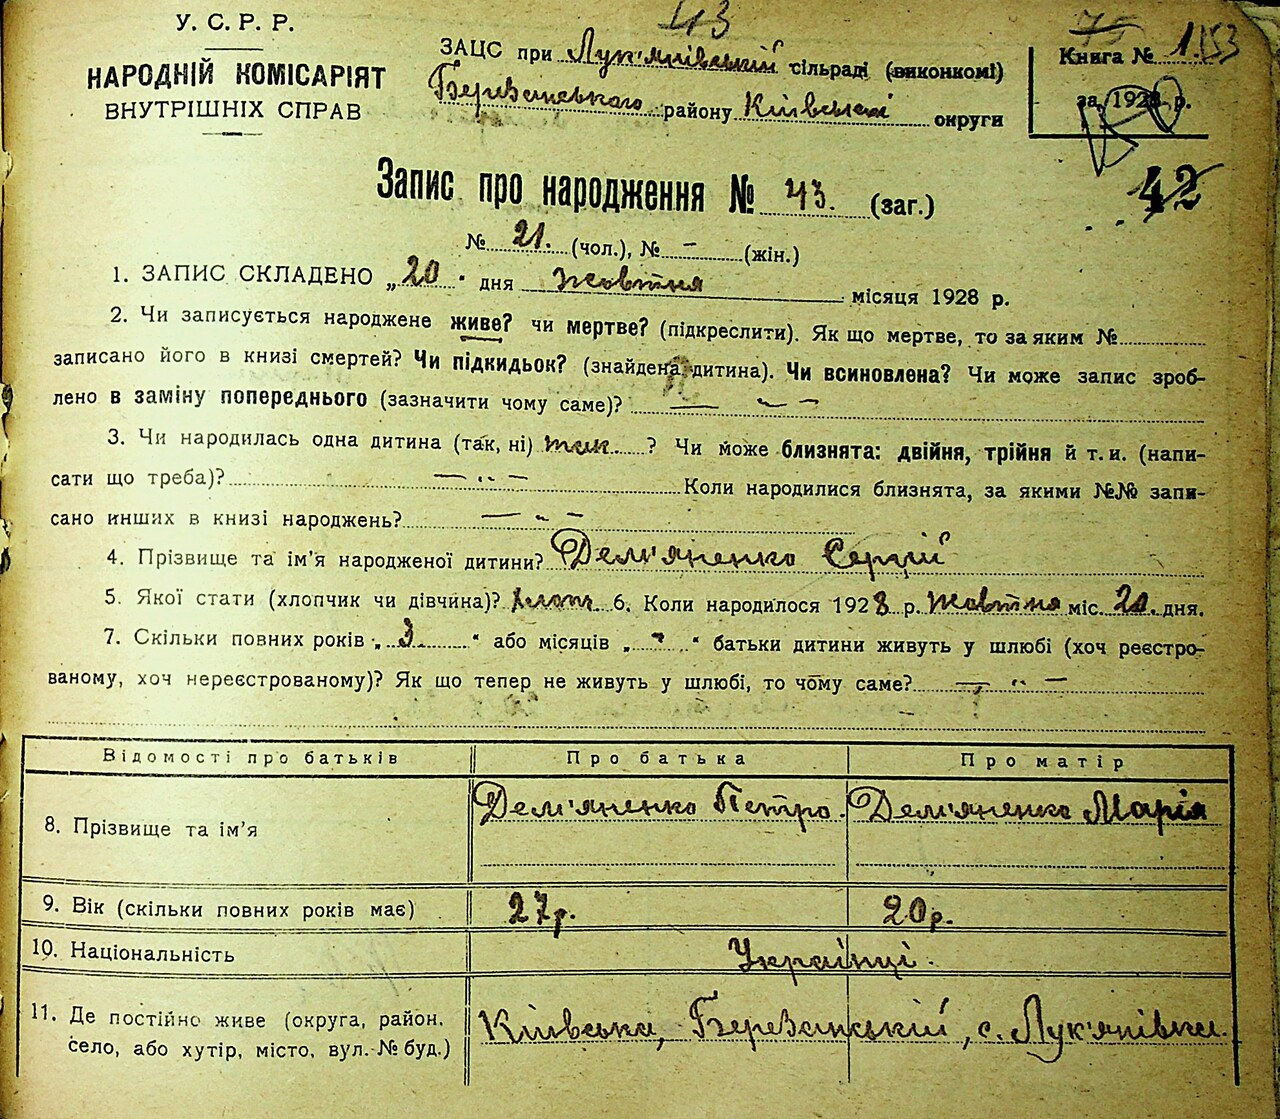 43
У. С. Р. Р.
НАРОДНІЙ КОМІСАРІЯТ
ВНУТРІШНІХ СПРАВ
ЗАЦС при Лук'янівській сільраді (виконкомі)
Березанського району Київської округи
75
Книга № 1 153
за 1928 р.
42
Запис про народження № 43. (заг.)
№ 21. (чол.), № – (жін.)
1. ЗАПИС СКЛАДЕНО „20" дня Жовтня місяця 1928 р.
2. Чи записується народжене живе? чи мертве? (підкреслити). Як що мертве, то за яким №
записано його в книзі смертей? Чи підкидьок? (знайдена дитина). Чи всиновлена? Чи може запис зроб-
лено в заміну попереднього (зазначити чому саме)? — „ —
3. Чи народилась одна дитина (так, ні) так ? Чи може близнята: двійня, трійня й т. и. (напи-
сати що треба)? — „ — Коли народилися близнята, за якими №№ запи-
сано инших в книзі народжень? — „ —
4. Прізвище та ім'я народженої дитини? Дем'яненко Сергій
5. Якої стати (хлопчик чи дівчина)? хлоп. 6. Коли народилося 1928 р. Жовтня міс. 20. дня.
7. Скільки повних років „3" або місяців „ " батьки дитини живуть у шлюбі (хоч реєстро-
ваному, хоч нереєстрованому)? Як що тепер не живуть у шлюбі, то чому саме? — „ —
Відомості про батьків Про батька Про матір
8. Прізвище та ім'я Дем'яненко Петро. Дем'яненко Марія
9. Вік (скільки повних років має) 27р. 20р.
10. Національність Українці.
11. Де постійно живе (округа, район, село, або хутір, місто, вул. № буд.) Київська, Березанський, с. Лук'янівка.